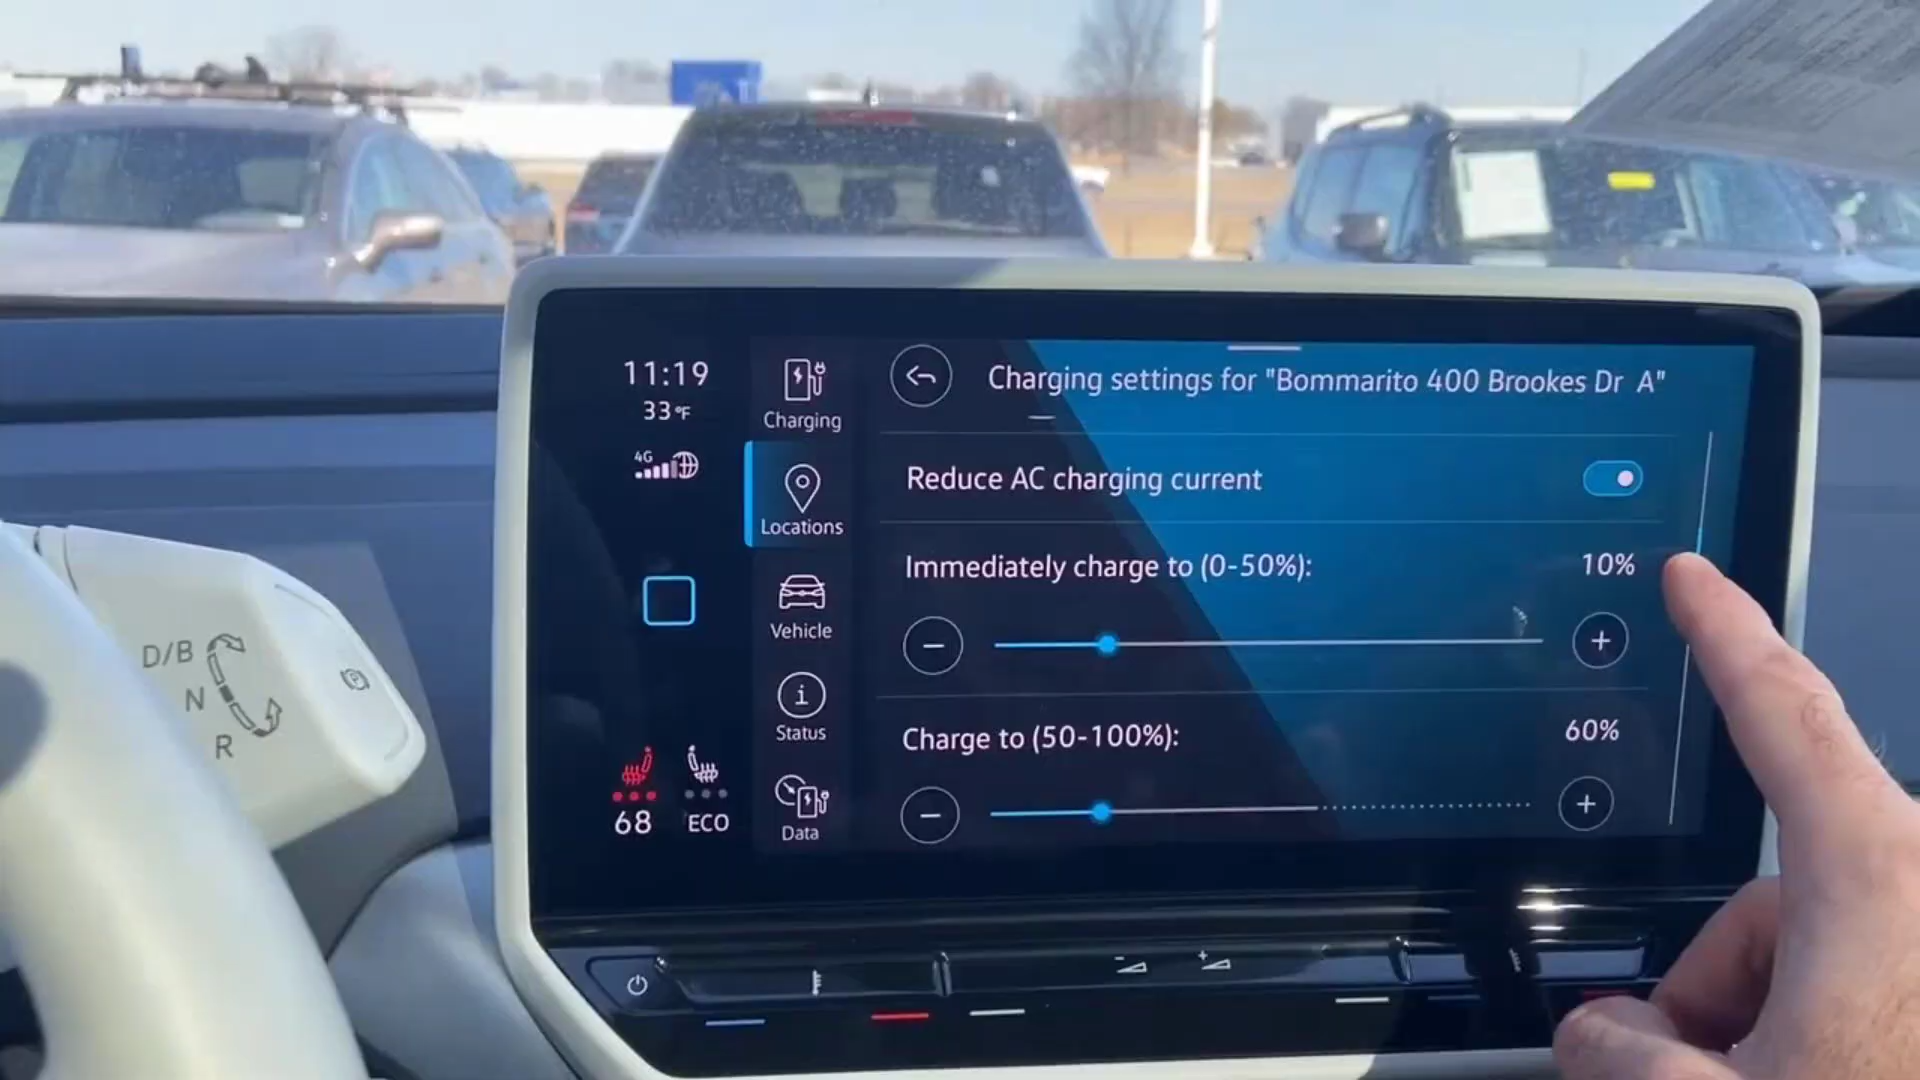 11:19
33°F
4G
Charging
Locations
Vehicle
Status
Data
68 ECO
Charging settings for "Bommarito 400 Brookes Dr A"
Reduce AC charging current
Immediately charge to (0-50%): 10%
− +
Charge to (50-100%): 60%
− +
D/B
N
R
P